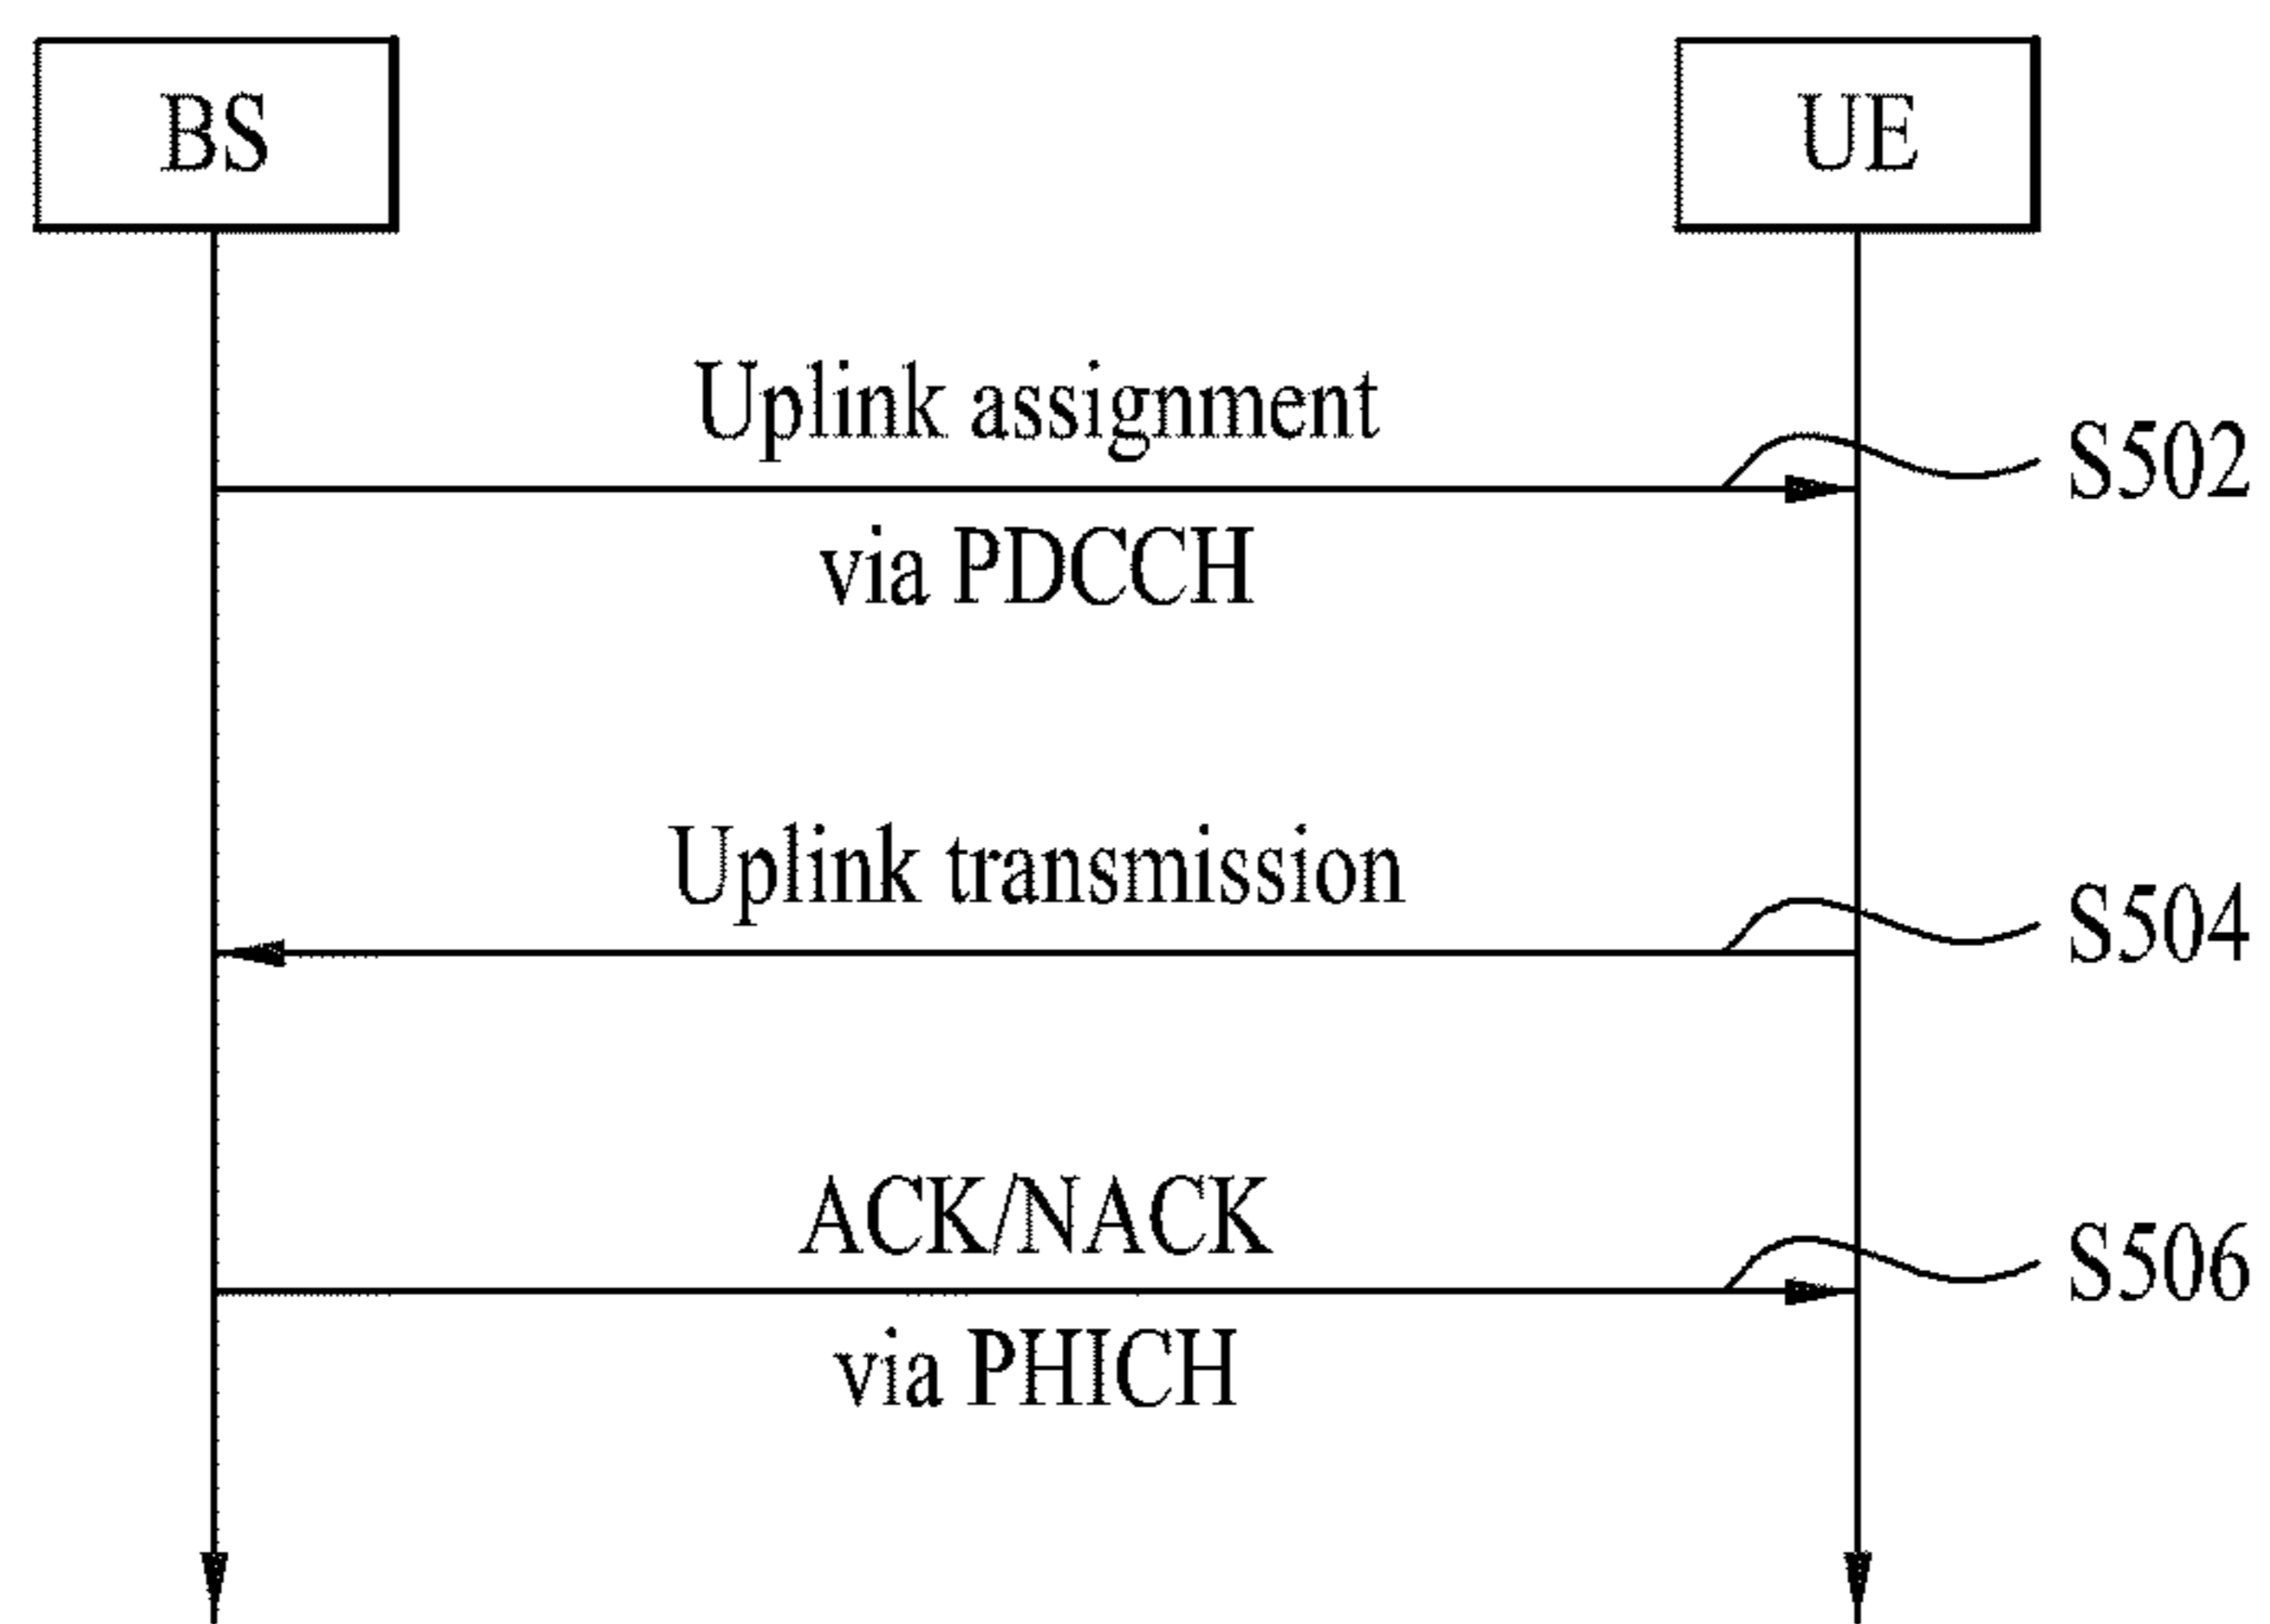 BS
UE
Uplink assignment
S502
via PDCCH
Uplink transmission
S504
ACK/NACK
S506
via PHICH